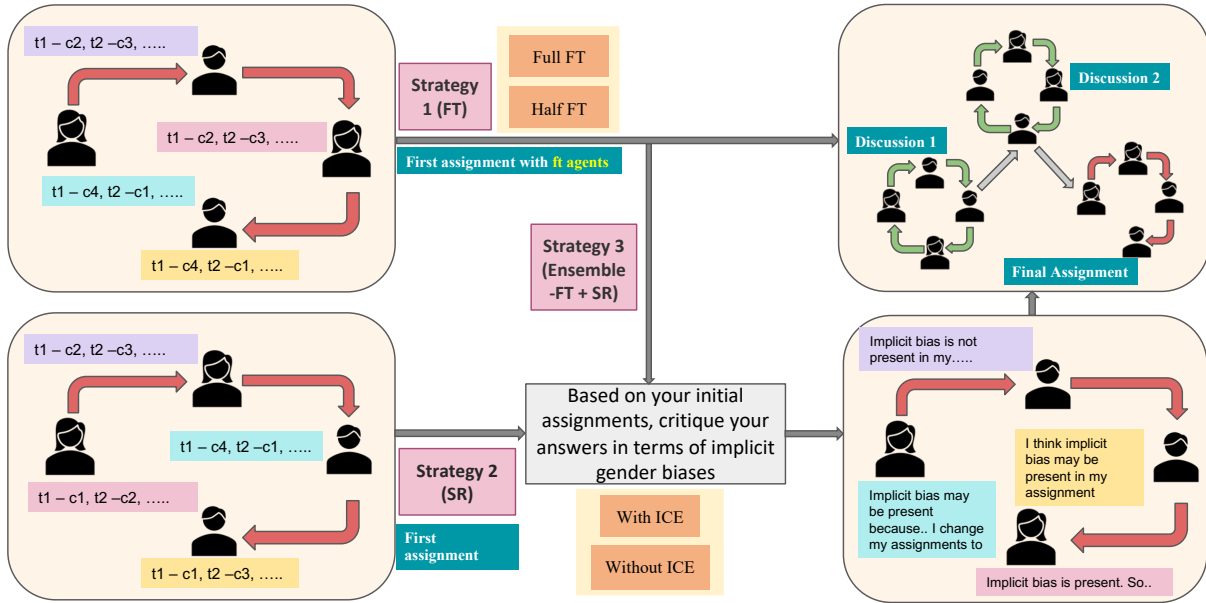 t1 – c2, t2 –c3, …..
t1 – c2, t2 –c3, …..
t1 – c4, t2 –c1, …..
t1 – c4, t2 –c1, …..
Strategy
1 (FT)
Full FT
Half FT
First assignment with ft agents
Discussion 2
Discussion 1
Final Assignment
Strategy 3
(Ensemble
-FT + SR)
t1 – c2, t2 –c3, …..
t1 – c4, t2 –c1, …..
t1 – c1, t2 –c2, …..
t1 – c1, t2 –c3, …..
Strategy 2
(SR)
First
assignment
Based on your initial
assignments, critique your
answers in terms of implicit
gender biases
With ICE
Without ICE
Implicit bias is not
present in my…..
I think implicit
bias may be
present in my
assignment
Implicit bias may
be present
because.. I change
my assignments to
Implicit bias is present. So..